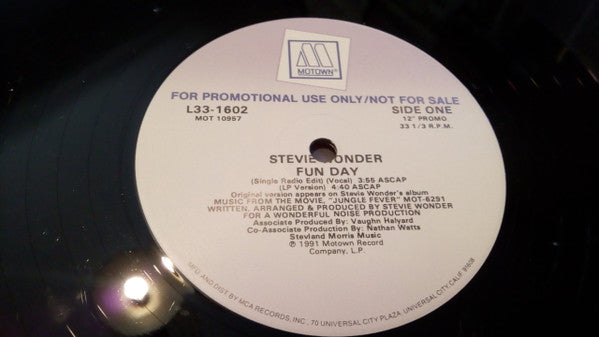 M
MOTOWN®
FOR PROMOTIONAL USE ONLY/NOT FOR SALE
L33-1602
MOT 10957
SIDE ONE
12" PROMO
33 1/3 R.P.M.
STEVIE WONDER
FUN DAY
(Single Radio Edit) (Vocal) 3:55 ASCAP
(LP Version) 4:40 ASCAP
Original version appears on Stevie Wonder's album
MUSIC FROM THE MOVIE, "JUNGLE FEVER" MOT-6291
WRITTEN, ARRANGED & PRODUCED BY STEVIE WONDER
FOR A WONDERFUL NOISE PRODUCTION
Associate Produced By: Vaughn Halyard
Co-Associate Production By: Nathan Watts
Stevland Morris Music
℗ 1991 Motown Record
Company, L.P.
MFD AND DIST BY MCA RECORDS, INC., 70 UNIVERSAL CITY PLAZA, UNIVERSAL CITY, CALIF. 91608